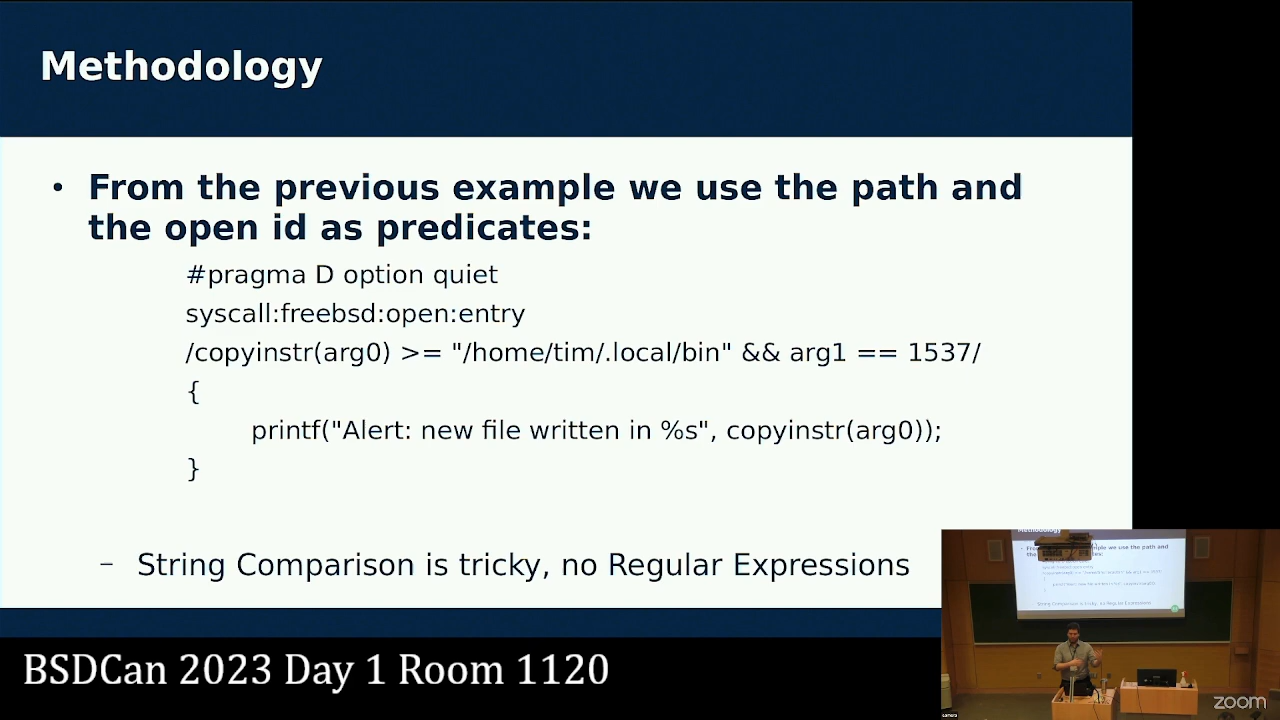 Methodology
• From the previous example we use the path and
the open id as predicates:
#pragma D option quiet
syscall:freebsd:open:entry
/copyinstr(arg0) >= "/home/tim/.local/bin" && arg1 == 1537/
{
printf("Alert: new file written in %s", copyinstr(arg0));
}
– String Comparison is tricky, no Regular Expressions
BSDCan 2023 Day 1 Room 1120
zoom